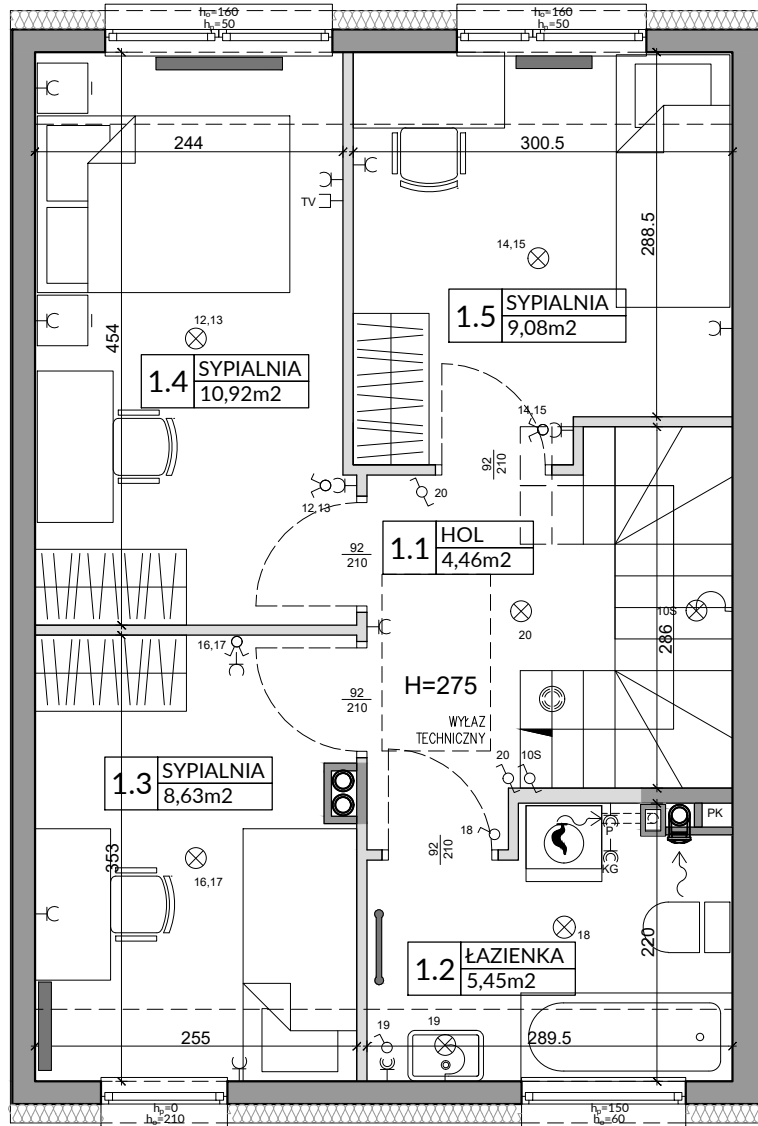 h₀=160
hₚ=50
h₀=160
hₚ=50
244
300.5
TV
288.5
14,15
12,13
454
1.5
SYPIALNIA
9,08m2
1.4
SYPIALNIA
10,92m2
14,15
92
210
20
12,13
92
210
1.1
HOL
4,46m2
20
10S
286
16,17
92
210
H=275
WYŁAZ
TECHNICZNY
20
10S
1.3
SYPIALNIA
8,63m2
18
92
210
P
KG
PK
353
16,17
18
220
1.2
ŁAZIENKA
5,45m2
19
19
255
289.5
hₚ=0
h₀=210
hₚ=150
h₀=60